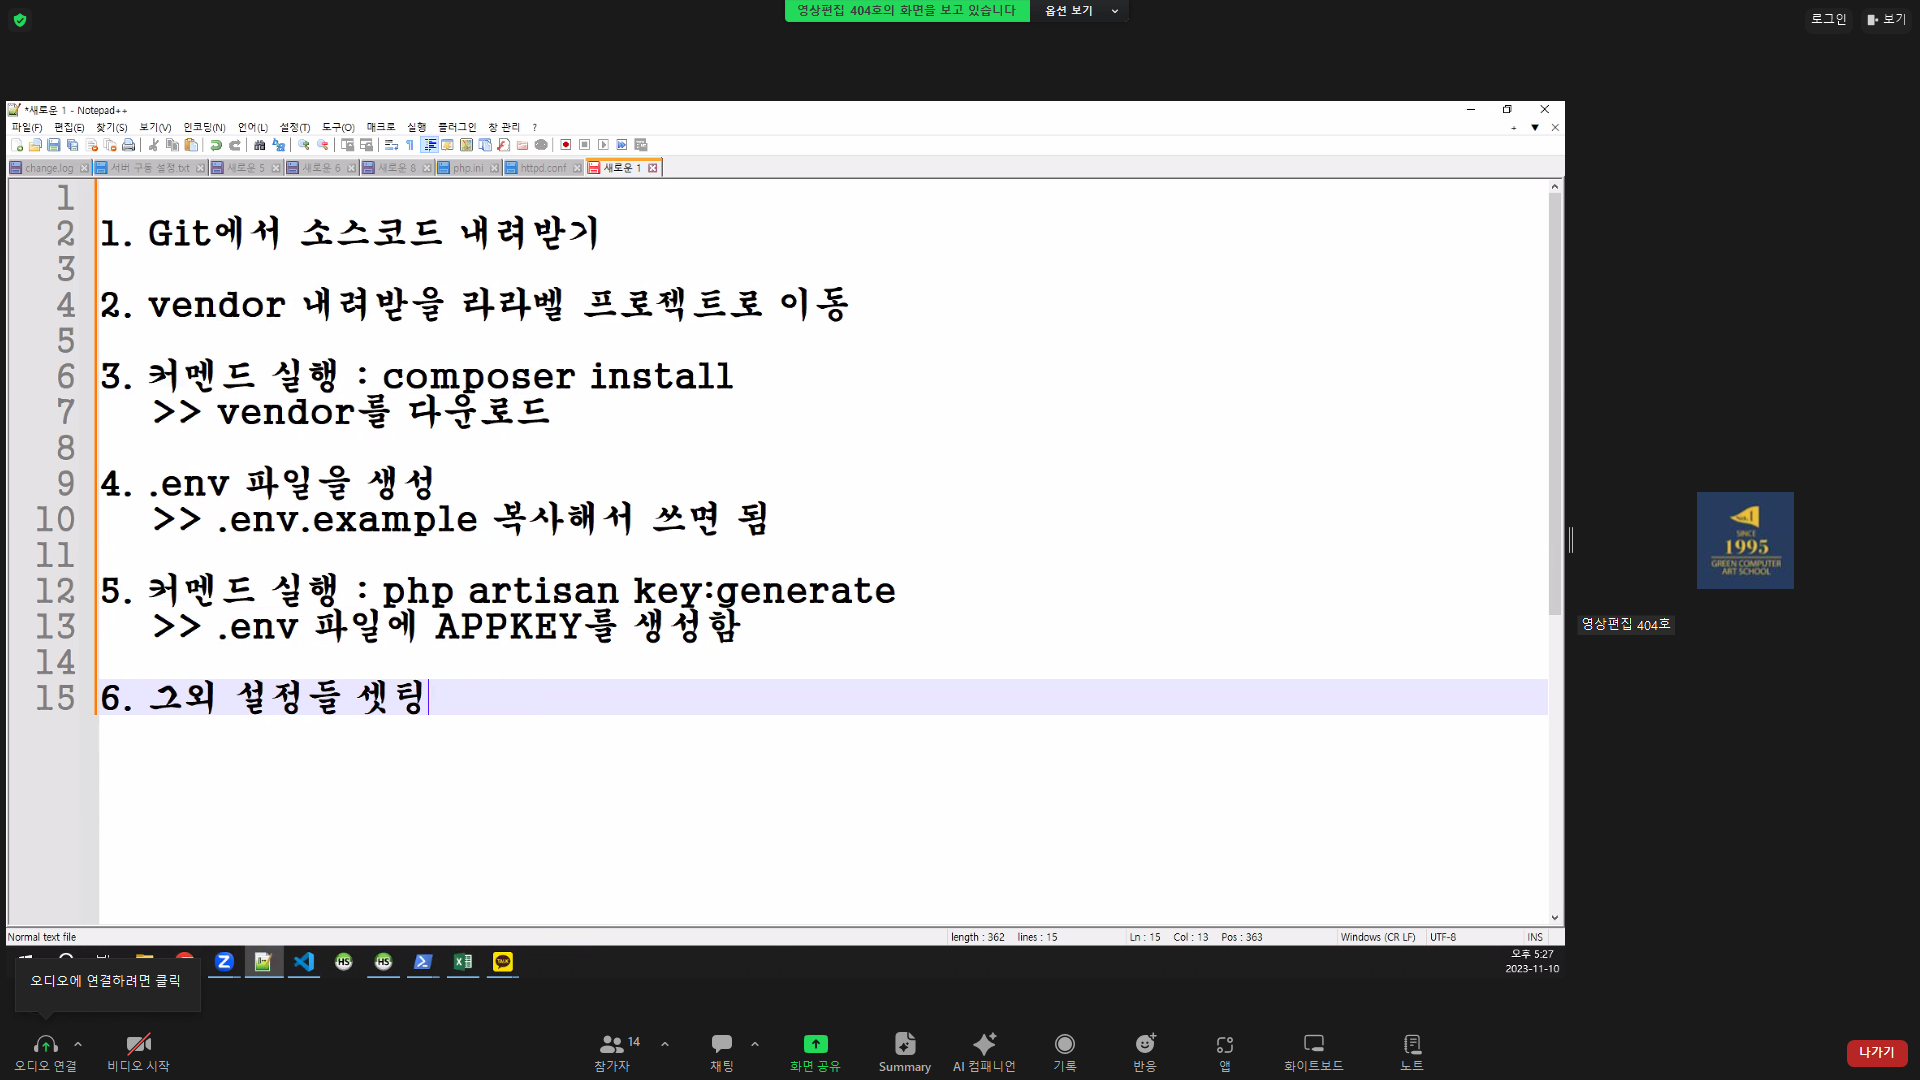 영상편집 404호의 화면을 보고 있습니다
옵션 보기
로그인
보기
*새로운 1 - Notepad++
파일(F) 편집(E) 찾기(S) 보기(V) 인코딩(N) 언어(L) 설정(T) 도구(O) 매크로 실행 플러그인 창 관리 ?
change.log 서버 구동 설정.txt 새로운 5 새로운 6 새로운 8 php.ini httpd.conf 새로운 1
1
2 1. Git에서 소스코드 내려받기
3
4 2. vendor 내려받을 라라벨 프로젝트로 이동
5
6 3. 커멘드 실행 : composer install
7 >> vendor를 다운로드
8
9 4. .env 파일을 생성
10 >> .env.example 복사해서 쓰면 됨
11
12 5. 커멘드 실행 : php artisan key:generate
13 >> .env 파일에 APPKEY를 생성함
14
15 6. 그외 설정들 셋팅
Normal text file length : 362 lines : 15 Ln : 15 Col : 13 Pos : 363 Windows (CR LF) UTF-8 INS
오후 5:27
2023-11-10
No.1
SINCE
1995
GREEN COMPUTER
ART SCHOOL
영상편집 404호
오디오에 연결하려면 클릭
오디오 연결
비디오 시작
14
참가자
채팅
화면 공유
Summary
AI 컴패니언
기록
반응
앱
화이트보드
노트
나가기